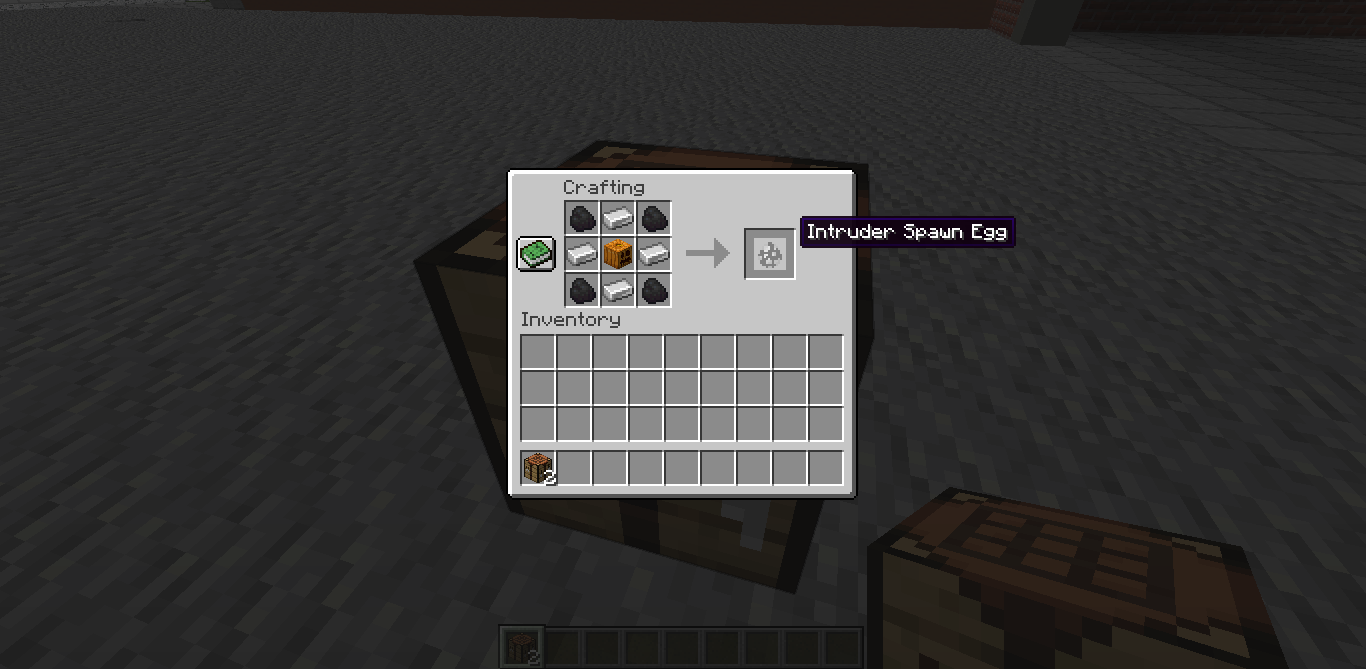 Crafting
Intruder Spawn Egg
Inventory
2
2